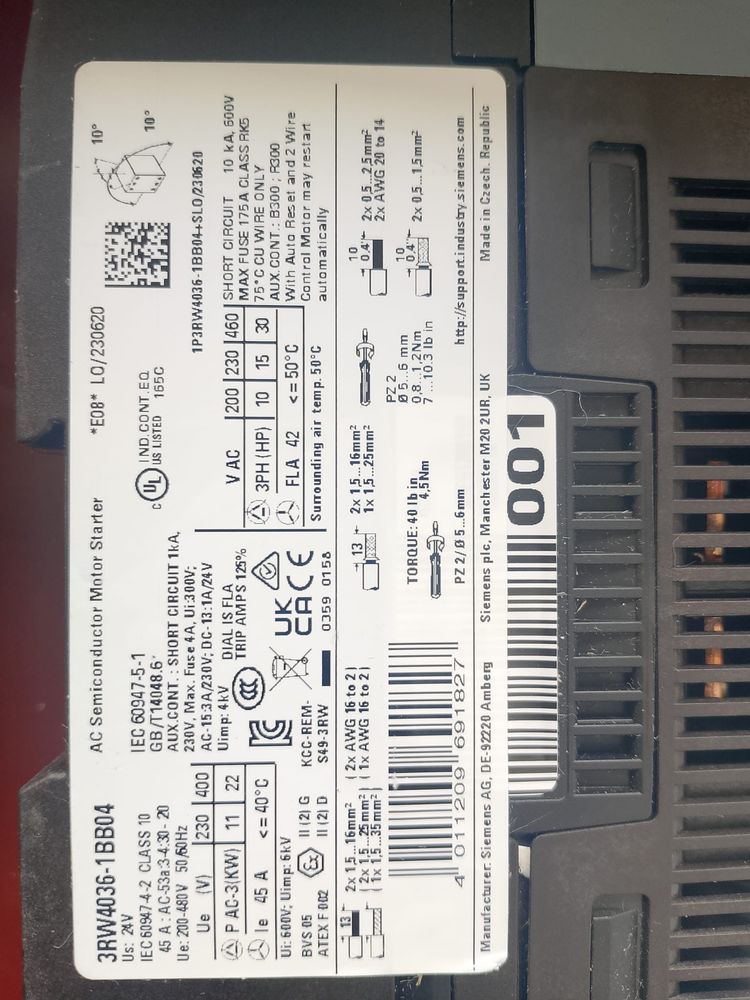 3RW4036-1BB04
AC Semiconductor Motor Starter
*E08* LO/230620
Us: 24V
IEC 60947-4-2 CLASS 10
45 A : AC-53a:3-4:30- 20
Ue: 200-480V 50/60Hz
Ue (V) 230 400
P AC-3(KW) 11 22
Ie 45 A <= 40°C
Ui: 600V; Uimp: 6kV
BVS 05 II (2) G
ATEX F 002 II (2) D
IEC 60947-5-1
GB/T14048.6
AUX.CONT.: SHORT CIRCUIT 1kA,
230V, Max. Fuse 4A, Ui:300V;
AC-15:3A/230V; DC-13:1A/24V
Uimp: 4kV
DIAL IS FLA
TRIP AMPS 125%
CCC
KCC-REM-
S49-3RW
UK
CA CE
0359 0158
C UL US LISTED IND.CONT.EQ.
165C
1P3RW4036-1BB04+SLO/230620
10°
10°
V AC 200 230 460
3PH (HP) 10 15 30
FLA 42 <= 50°C
Surrounding air temp. 50°C
SHORT CIRCUIT 10 kA, 600V
MAX FUSE 175A CLASS RK5
75°C CU WIRE ONLY
AUX.CONT.: B300 ; R300
With Auto Reset and 2 Wire
Control Motor may restart
automatically
13
2x 1,5...16mm²
2x 1,5...25 mm²
1x 1,5...35mm²
2x AWG 16 to 2
1x AWG 16 to 2
13
2x 1,5...16mm²
1x 1,5...25mm²
TORQUE: 40 lb in
4,5Nm
PZ 2/ Ø 5...6mm
PZ 2
Ø 5...6 mm
0,8...1,2Nm
7 ...10.3 lb in
10
0.4"
2x 0,5...2,5mm²
2x AWG 20 to 14
10
0.4"
2x 0,5...1,5mm²
4 011209 691827
http://support.industry.siemens.com
Manufacturer: Siemens AG, DE-92220 Amberg
Siemens plc, Manchester M20 2UR, UK
Made in Czech. Republic
001